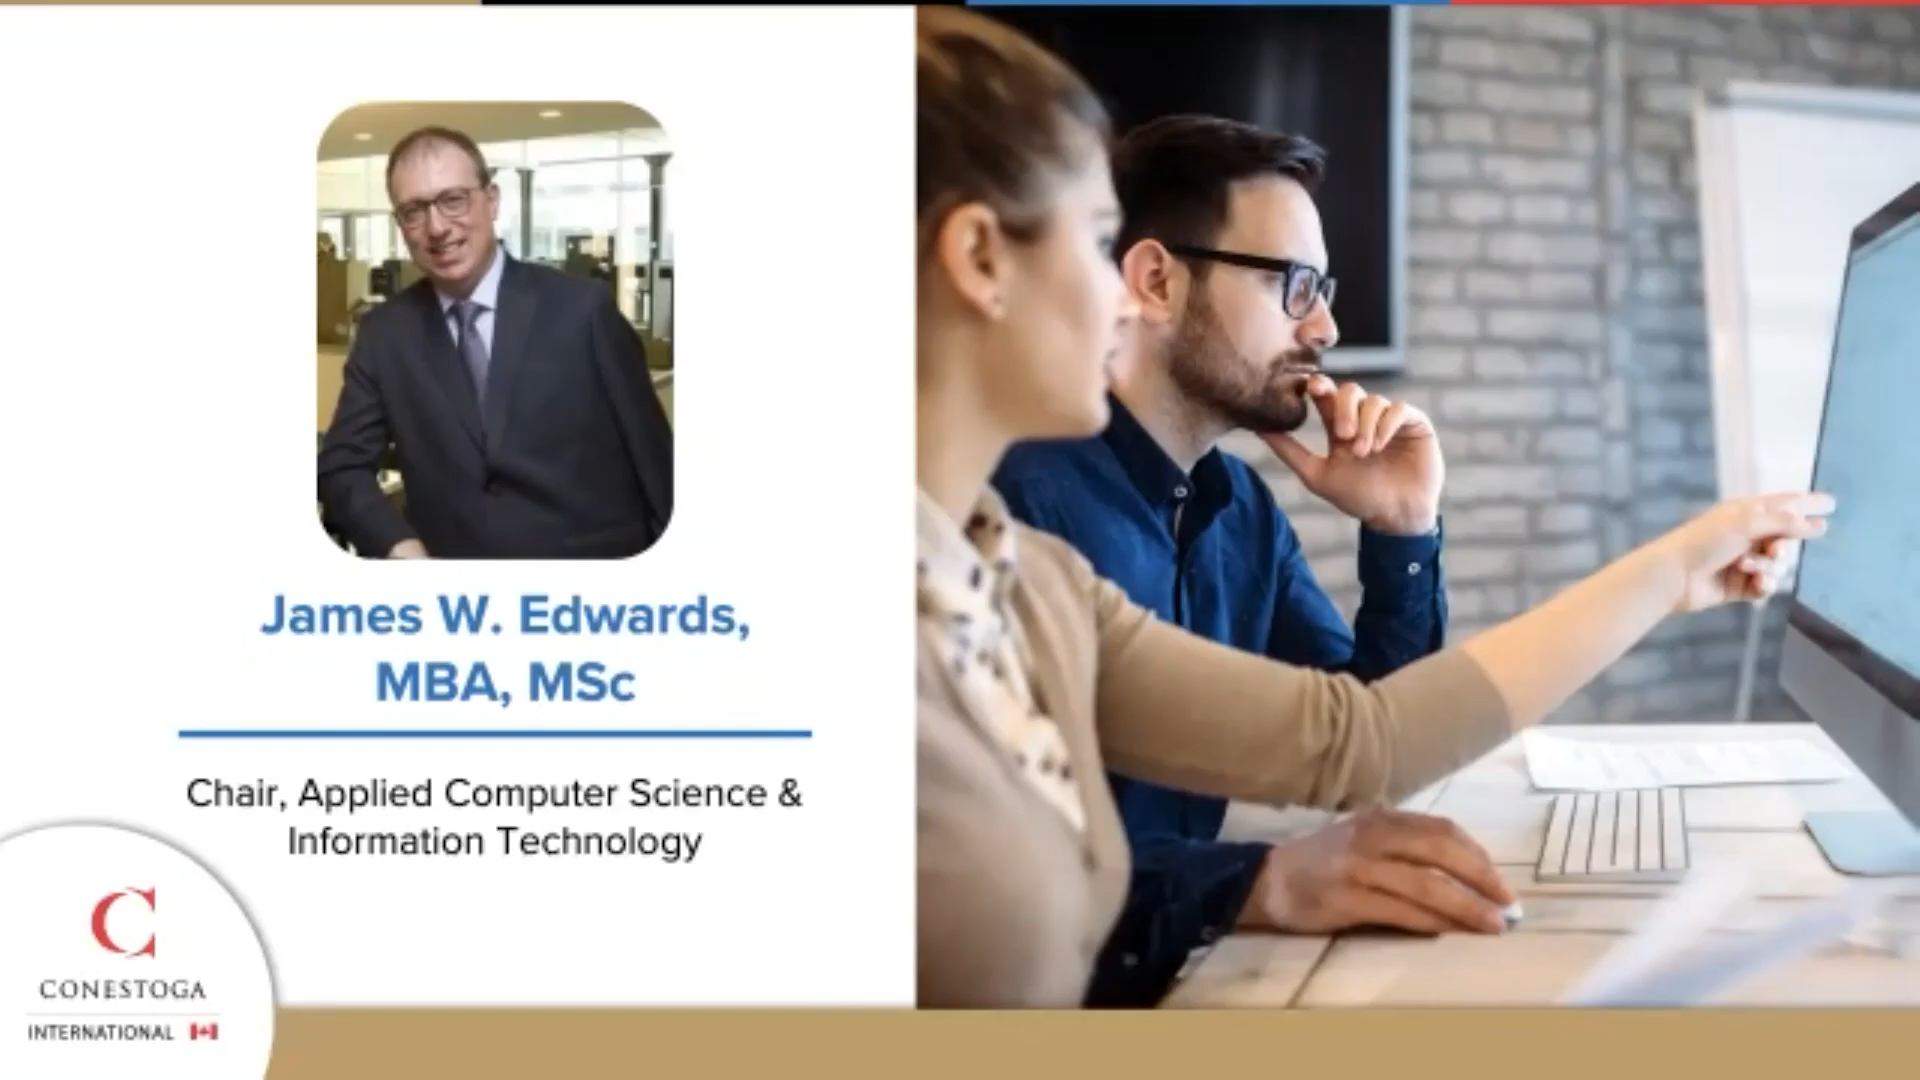 James W. Edwards,
MBA, MSc
Chair, Applied Computer Science &
Information Technology
C
CONESTOGA
INTERNATIONAL